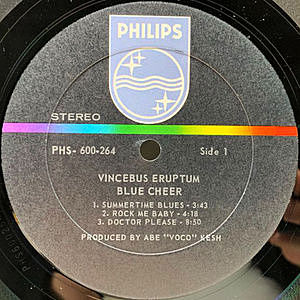 PHILIPS
STEREO
PHS- 600-264 Side 1
VINCEBUS ERUPTUM
BLUE CHEER
1. SUMMERTIME BLUES - 3:43
2. ROCK ME BABY - 4:18
3. DOCTOR PLEASE - 8:50
PRODUCED BY ABE "VOCO" KESH